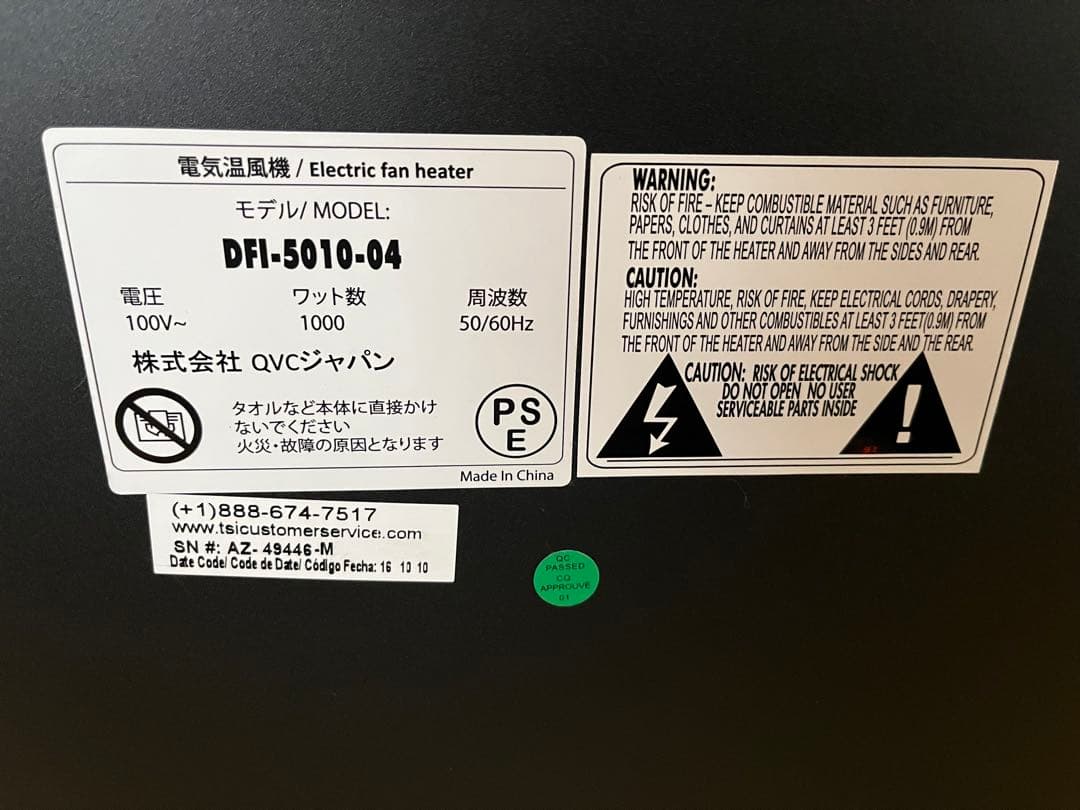 電気温風機 / Electric fan heater
モデル/ MODEL:
DFI-5010-04
電圧 ワット数 周波数
100V~ 1000 50/60Hz
株式会社 QVCジャパン
タオルなど本体に直接かけ
ないでください
火災・故障の原因となります
PS
E
Made In China
WARNING:
RISK OF FIRE – KEEP COMBUSTIBLE MATERIAL SUCH AS FURNITURE,
PAPERS, CLOTHES, AND CURTAINS AT LEAST 3 FEET (0.9M) FROM
THE FRONT OF THE HEATER AND AWAY FROM THE SIDES AND REAR.
CAUTION:
HIGH TEMPERATURE, RISK OF FIRE, KEEP ELECTRICAL CORDS, DRAPERY,
FURNISHINGS AND OTHER COMBUSTIBLES AT LEAST 3 FEET(0.9M) FROM
THE FRONT OF THE HEATER AND AWAY FROM THE SIDE AND THE REAR.
CAUTION: RISK OF ELECTRICAL SHOCK
DO NOT OPEN NO USER
SERVICEABLE PARTS INSIDE
!
(+1)888-674-7517
www.tsicustomerservice.com
SN #: AZ- 49446-M
Date Code/ Code de Date/ Código Fecha: 16 10 10
QC
PASSED
CQ
APPROUVE
01